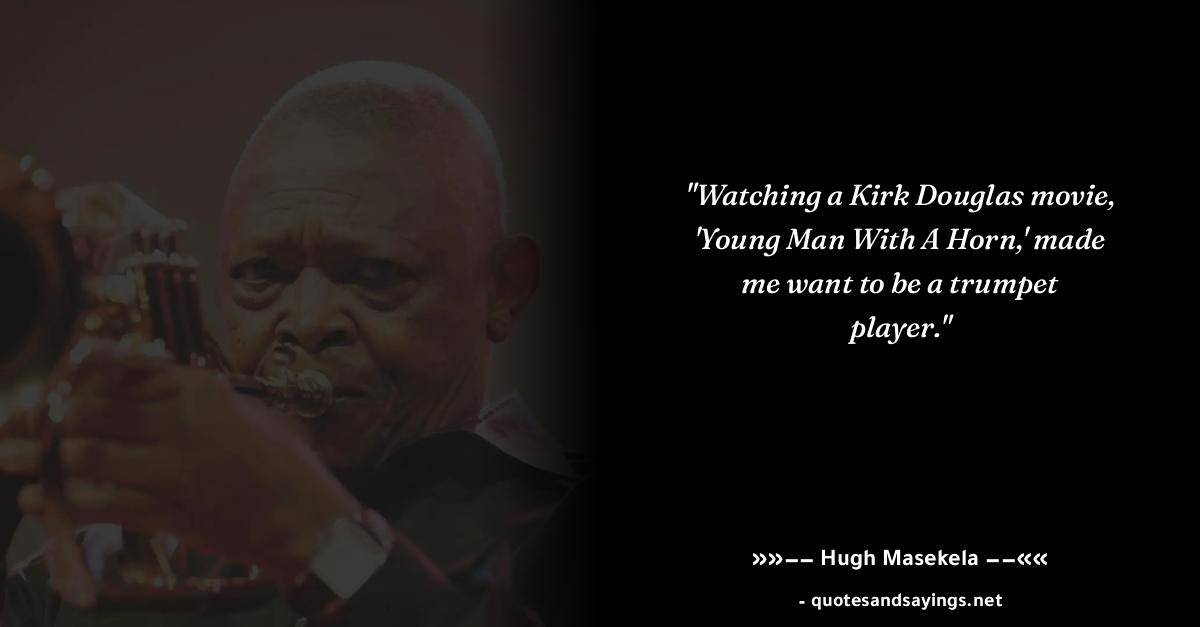 "Watching a Kirk Douglas movie,
'Young Man With A Horn,' made
me want to be a trumpet
player."
»»–– Hugh Masekela ––««
- quotesandsayings.net